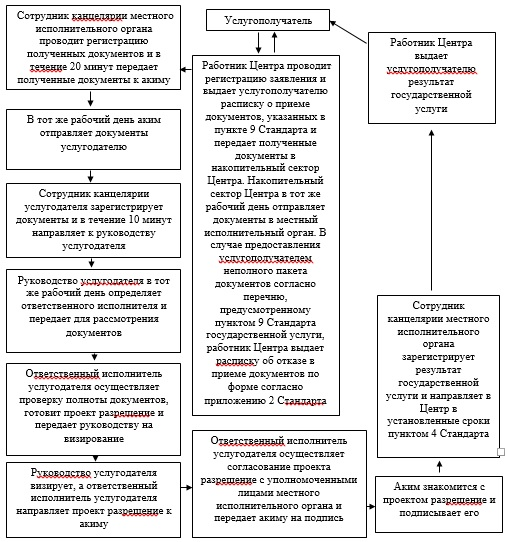 Сотрудник канцелярии местного
исполнительного органа
проводит регистрацию
полученных документов и в
течение 20 минут передает
полученные документы к акиму
В тот же рабочий день аким
отправляет документы
услугодателю
Сотрудник канцелярии
услугодателя зарегистрирует
документы и в течение 10 минут
направляет к руководству
услугодателя
Руководство услугодателя в тот
же рабочий день определяет
ответственного исполнителя и
передает для рассмотрения
документов
Ответственный исполнитель
услугодателя осуществляет
проверку полноты документов,
готовит проект разрешение и
передает руководству на
визирование
Руководство услугодателя
визирует, а ответственный
исполнитель услугодателя
направляет проект разрешение к
акиму
Услугополучатель
Работник Центра проводит
регистрацию заявления и
выдает услугополучателю
расписку о приеме
документов, указанных в
пункте 9 Стандарта и
передает полученные
документы в
накопительный сектор
Центра. Накопительный
сектор Центра в тот же
рабочий день отправляет
документы в местный
исполнительный орган. В
случае предоставления
услугополучателем
неполного пакета
документов согласно
перечню,
предусмотренному
пунктом 9 Стандарта
государственной услуги,
работник Центра выдает
расписку об отказе в
приеме документов по
форме согласно
приложению 2 Стандарта
Ответственный исполнитель
услугодателя осуществляет
согласование проекта
разрешение с уполномоченными
лицами местного
исполнительного органа и
передает акиму на подпись
Работник Центра
выдает
услугополучателю
результат
государственной
услуги
Сотрудник
канцелярии местного
исполнительного
органа
зарегистрирует
результат
государственной
услуги и направляет в
Центр в
установленные сроки
пунктом 4 Стандарта
Аким знакомится с
проектом разрешение и
подписывает его